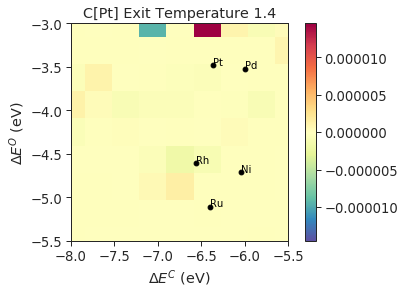 C[Pt] Exit Temperature 1.4
−3.0
−3.5
−4.0
−4.5
−5.0
−5.5
ΔE^O (eV)
Pt
Pd
Rh
Ni
Ru
−8.0 −7.5 −7.0 −6.5 −6.0 −5.5
ΔE^C (eV)
0.000010
0.000005
0.000000
−0.000005
−0.000010